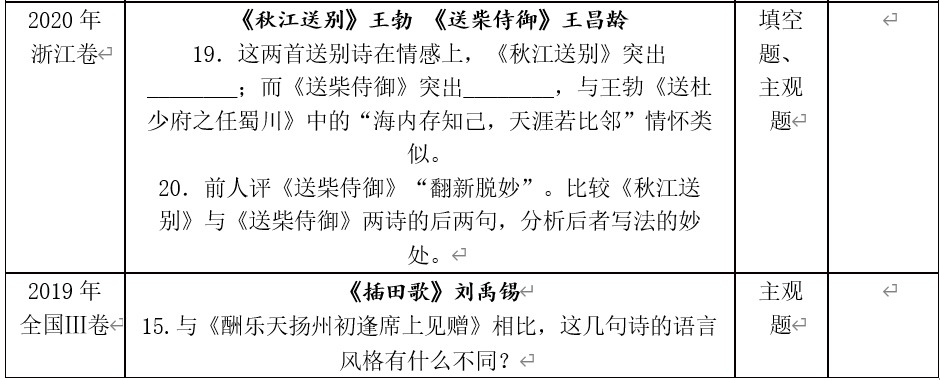 2020 年
浙江卷
《秋江送别》王勃 《送柴侍御》王昌龄
19．这两首送别诗在情感上，《秋江送别》突出
________；而《送柴侍御》突出________，与王勃《送杜
少府之任蜀川》中的“海内存知己，天涯若比邻”情怀类
似。
20．前人评《送柴侍御》“翻新脱妙”。比较《秋江送
别》与《送柴侍御》两诗的后两句，分析后者写法的妙
处。
填空
题、
主观
题
2019 年
全国Ⅲ卷
《插田歌》刘禹锡
15.与《酬乐天扬州初逢席上见赠》相比，这几句诗的语言
风格有什么不同？
主观
题